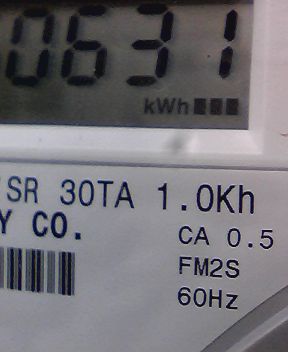 0631
kWh
SR 30TA 1.0Kh
Y CO.
CA 0.5
FM2S
60Hz